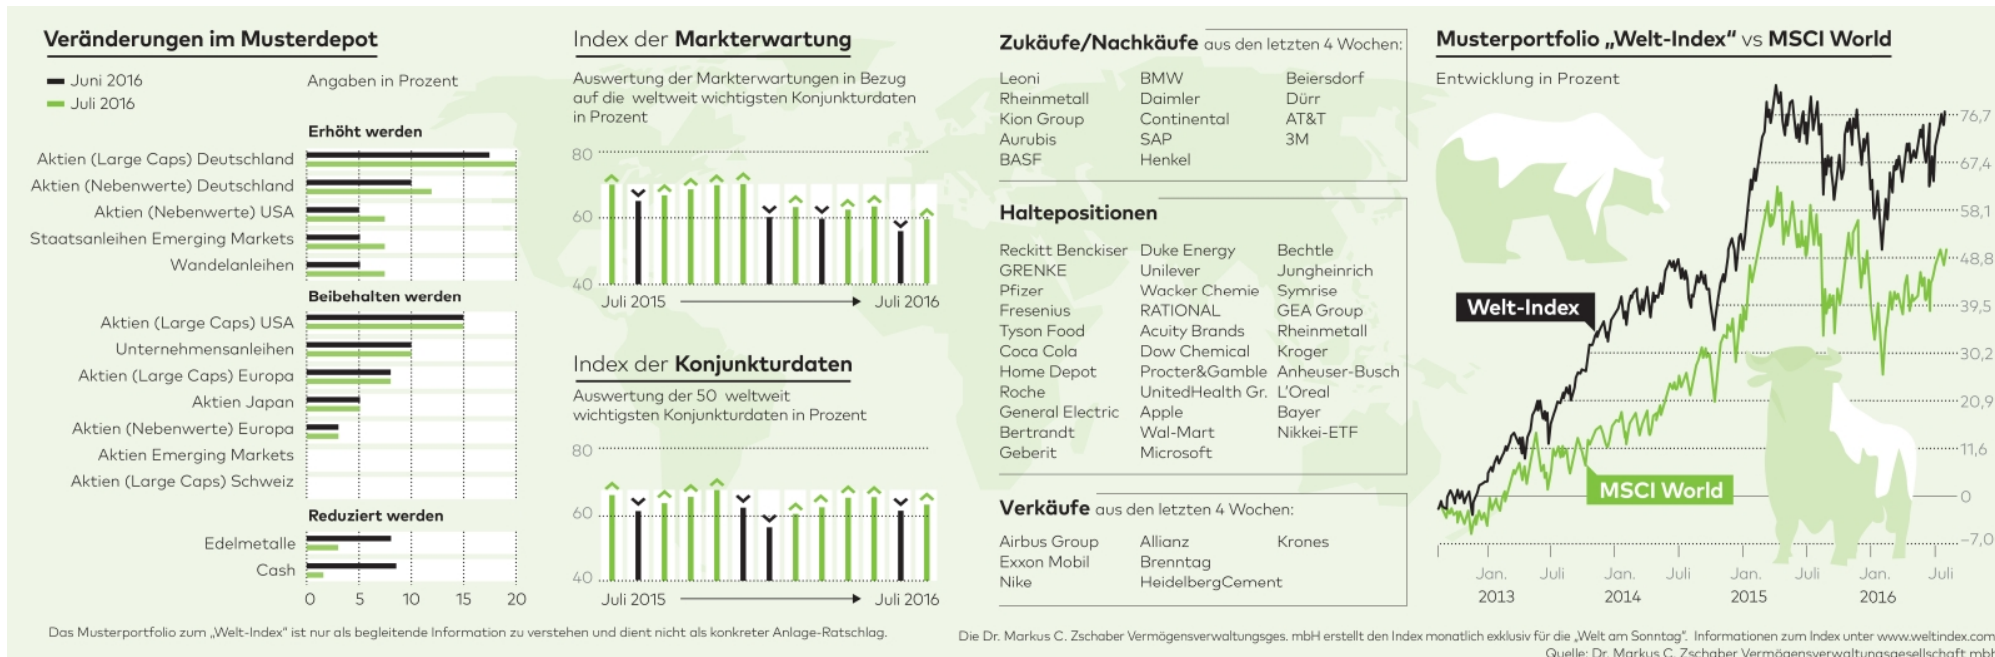 Veränderungen im Musterdepot
Juni 2016
Juli 2016
Angaben in Prozent
Erhöht werden
Aktien (Large Caps) Deutschland
Aktien (Nebenwerte) Deutschland
Aktien (Nebenwerte) USA
Staatsanleihen Emerging Markets
Wandelanleihen
Beibehalten werden
Aktien (Large Caps) USA
Unternehmensanleihen
Aktien (Large Caps) Europa
Aktien Japan
Aktien (Nebenwerte) Europa
Aktien Emerging Markets
Aktien (Large Caps) Schweiz
Reduziert werden
Edelmetalle
Cash
0 5 10 15 20
Das Musterportfolio zum „Welt-Index“ ist nur als begleitende Information zu verstehen und dient nicht als konkreter Anlage-Ratschlag.
Index der Markterwartung
Auswertung der Markterwartungen in Bezug
auf die weltweit wichtigsten Konjunkturdaten
in Prozent
80
60
40
Juli 2015 Juli 2016
Index der Konjunkturdaten
Auswertung der 50 weltweit
wichtigsten Konjunkturdaten in Prozent
80
60
40
Juli 2015 Juli 2016
Zukäufe/Nachkäufe aus den letzten 4 Wochen:
Leoni BMW Beiersdorf
Rheinmetall Daimler Dürr
Kion Group Continental AT&T
Aurubis SAP 3M
BASF Henkel
Haltepositionen
Reckitt Benckiser Duke Energy Bechtle
GRENKE Unilever Jungheinrich
Pfizer Wacker Chemie Symrise
Fresenius RATIONAL GEA Group
Tyson Food Acuity Brands Rheinmetall
Coca Cola Dow Chemical Kroger
Home Depot Procter&Gamble Anheuser-Busch
Roche UnitedHealth Gr. L'Oreal
General Electric Apple Bayer
Bertrandt Wal-Mart Nikkei-ETF
Geberit Microsoft
Verkäufe aus den letzten 4 Wochen:
Airbus Group Allianz Krones
Exxon Mobil Brenntag
Nike HeidelbergCement
Musterportfolio „Welt-Index“ vs MSCI World
Entwicklung in Prozent
76,7
67,4
58,1
48,8
39,5
30,2
20,9
11,6
0
-7,0
Welt-Index
MSCI World
Jan. Juli Jan. Juli Jan. Juli Jan. Juli
2013 2014 2015 2016
Die Dr. Markus C. Zschaber Vermögensverwaltungsges. mbH erstellt den Index monatlich exklusiv für die „Welt am Sonntag“. Informationen zum Index unter www.weltindex.com
Quelle: Dr. Markus C. Zschaber Vermögensverwaltungsgesellschaft mbH